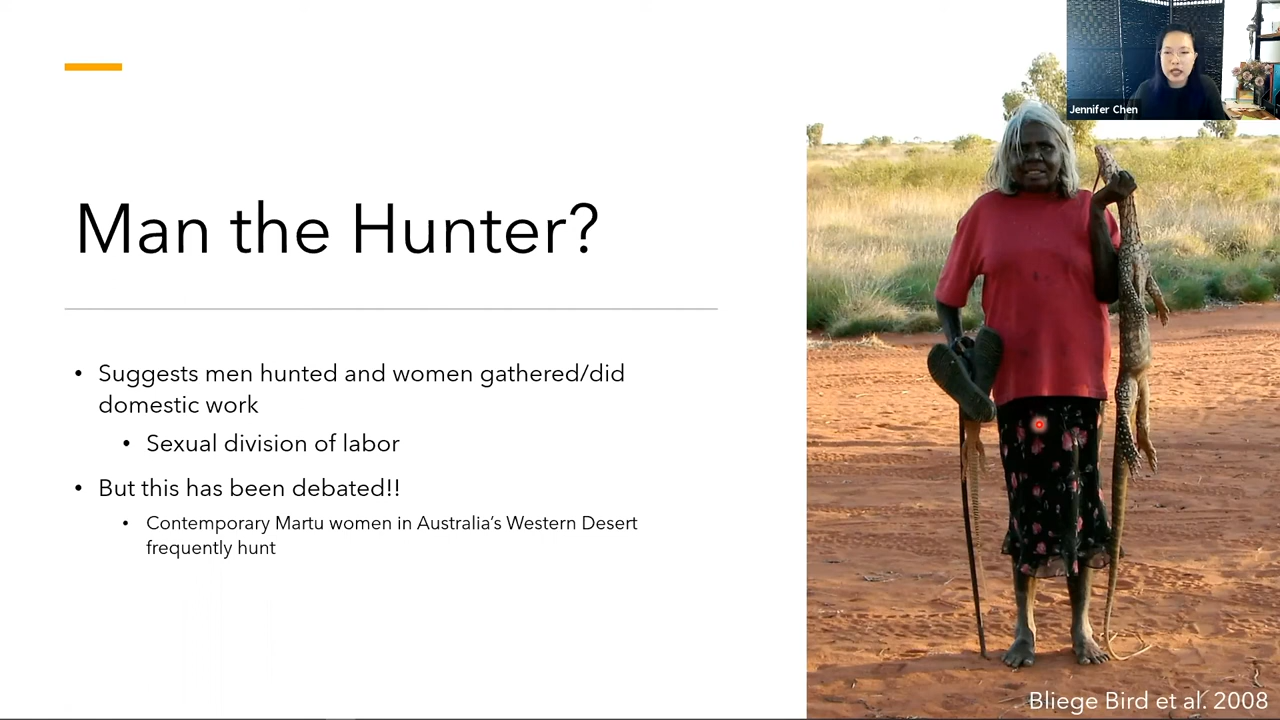 Jennifer Chen
Man the Hunter?
• Suggests men hunted and women gathered/did
domestic work
• Sexual division of labor
• But this has been debated!!
• Contemporary Martu women in Australia’s Western Desert
frequently hunt
Bliege Bird et al. 2008